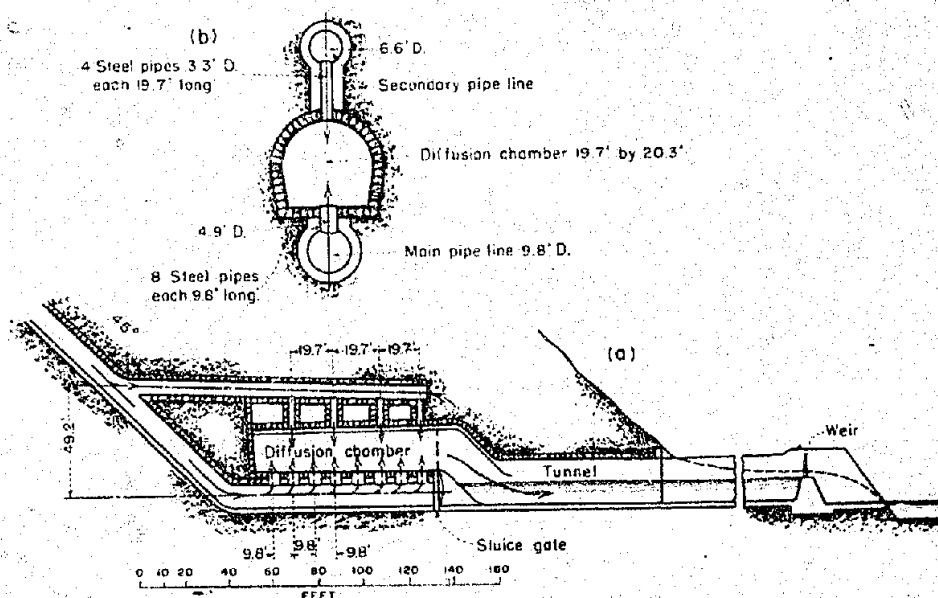 (b)
6.6' D.
4 Steel pipes 3.3' D.
each 19.7' long
Secondary pipe line
Diffusion chamber 19.7' by 20.3'
4.9' D.
Main pipe line 9.8' D.
8 Steel pipes
each 9.8' long
45°
19.7' 19.7' 19.7'
(a)
49.2'
Weir
Diffusion chamber
Tunnel
9.8' 9.8' 9.8'
Sluice gate
0 10 20 40 60 80 100 120 140 160
FEET